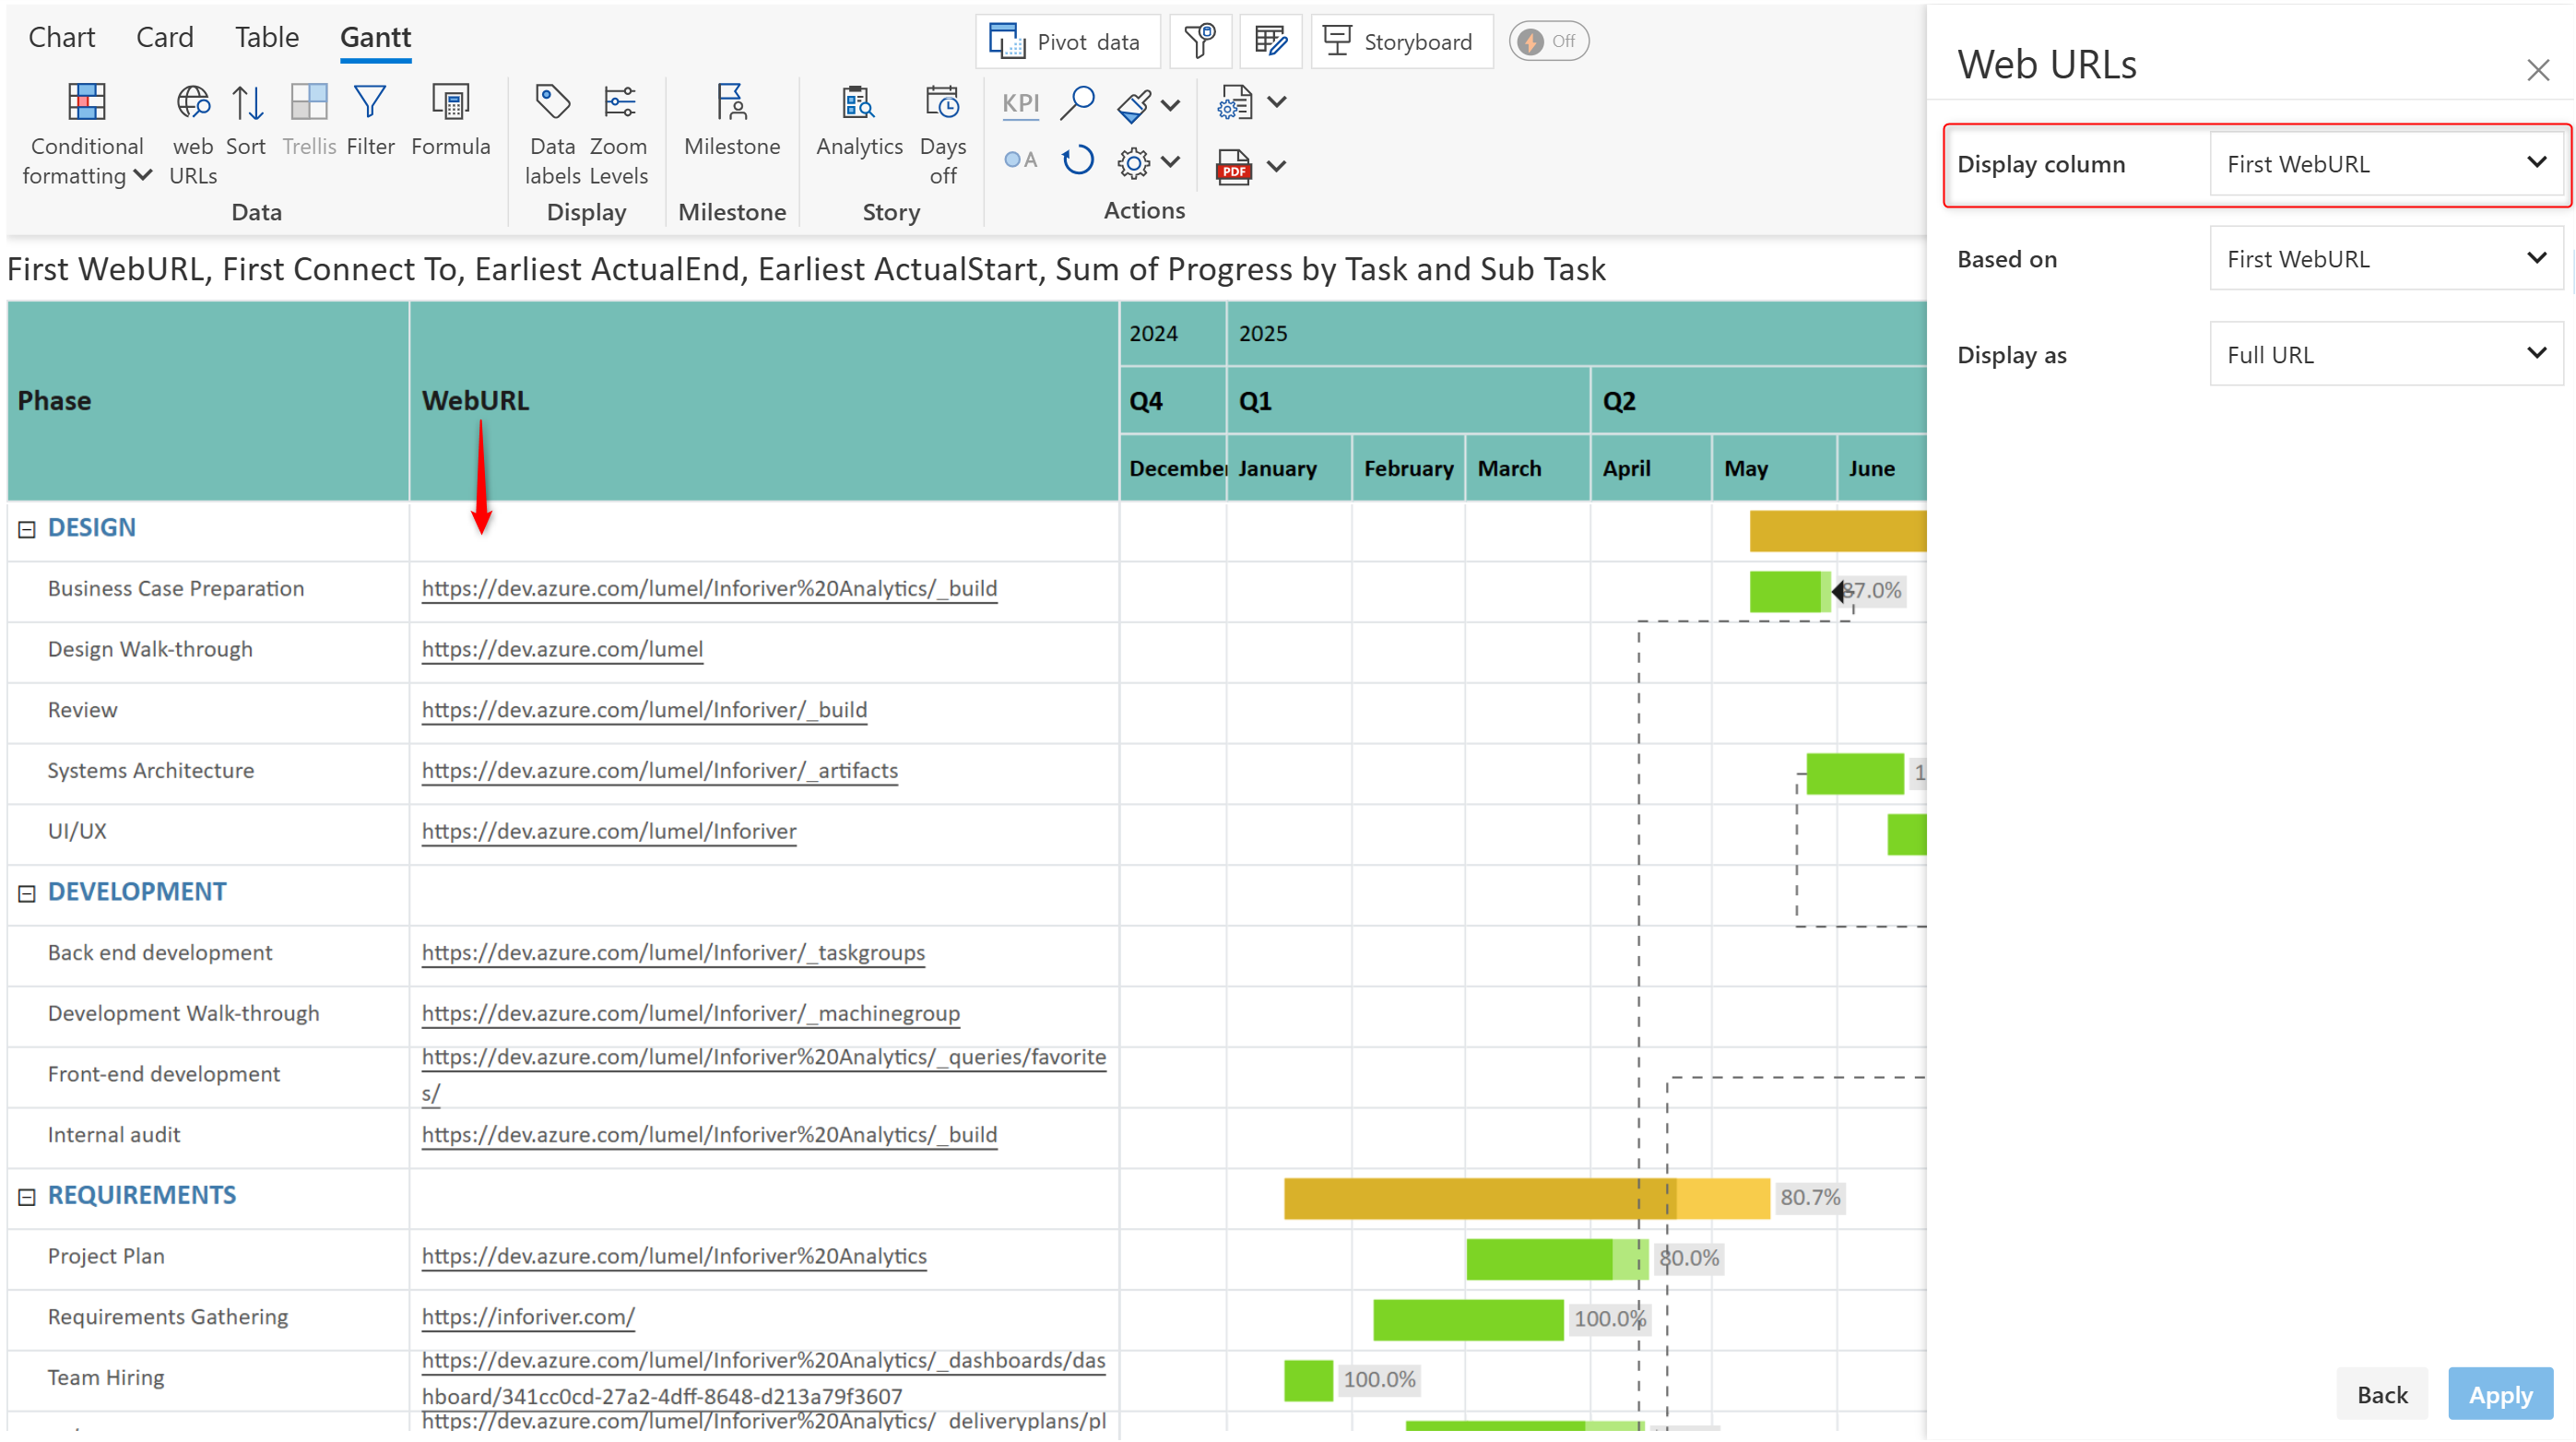 Chart Card Table Gantt
Pivot data
Storyboard
Off
Conditional formatting
web URLs
Sort
Trellis
Filter
Formula
Data labels
Zoom Levels
Milestone
Analytics
Days off
KPI
A
PDF
Data
Display
Milestone
Story
Actions
First WebURL, First Connect To, Earliest ActualEnd, Earliest ActualStart, Sum of Progress by Task and Sub Task
Phase
WebURL
2024 2025
Q4 Q1 Q2
December January February March April May June
DESIGN
Business Case Preparation https://dev.azure.com/lumel/Inforiver%20Analytics/_build 87.0%
Design Walk-through https://dev.azure.com/lumel
Review https://dev.azure.com/lumel/Inforiver/_build
Systems Architecture https://dev.azure.com/lumel/Inforiver/_artifacts 1
UI/UX https://dev.azure.com/lumel/Inforiver
DEVELOPMENT
Back end development https://dev.azure.com/lumel/Inforiver/_taskgroups
Development Walk-through https://dev.azure.com/lumel/Inforiver/_machinegroup
Front-end development https://dev.azure.com/lumel/Inforiver%20Analytics/_queries/favorite
s/
Internal audit https://dev.azure.com/lumel/Inforiver%20Analytics/_build
REQUIREMENTS 80.7%
Project Plan https://dev.azure.com/lumel/Inforiver%20Analytics 80.0%
Requirements Gathering https://inforiver.com/ 100.0%
Team Hiring https://dev.azure.com/lumel/Inforiver%20Analytics/_dashboards/das
hboard/341cc0cd-27a2-4dff-8648-d213a79f3607 100.0%
https://dev.azure.com/lumel/Inforiver%20Analytics/_deliveryplans/pl
Web URLs
Display column First WebURL
Based on First WebURL
Display as Full URL
Back Apply